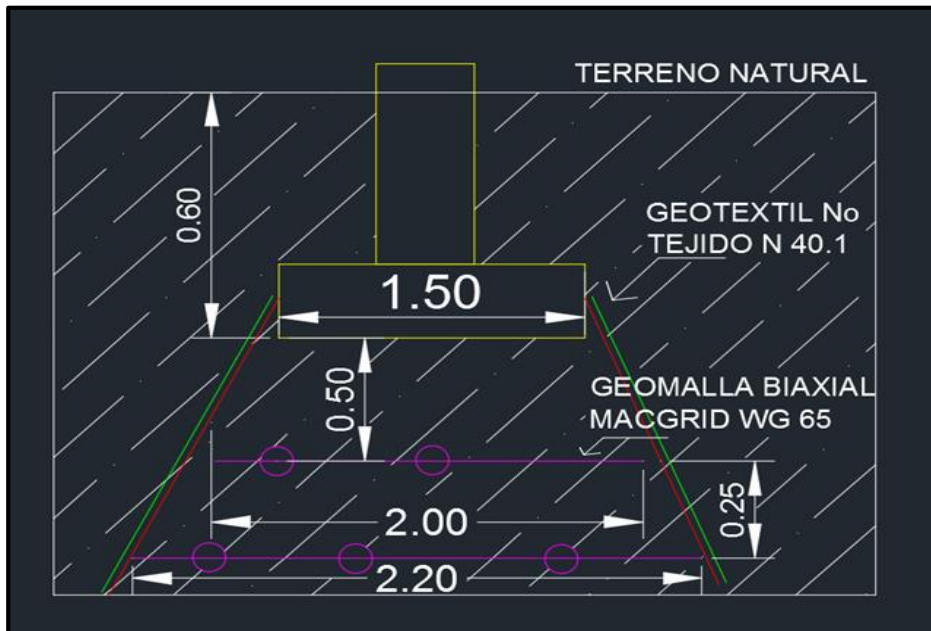 TERRENO NATURAL
0.60
GEOTEXTIL No
TEJIDO N 40.1
1.50
0.50
GEOMALLA BIAXIAL
MACGRID WG 65
2.00
0.25
2.20